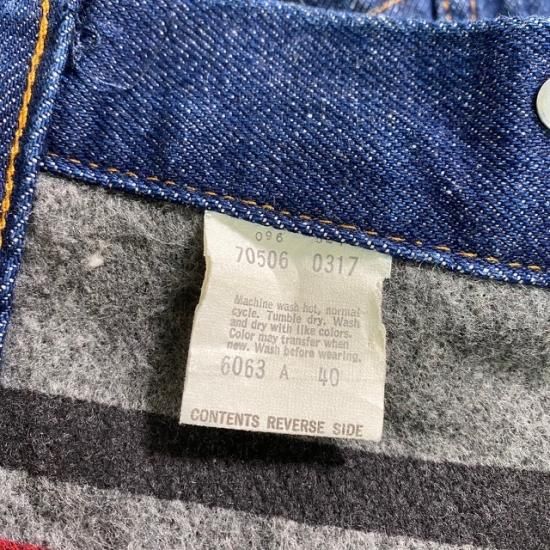 096
70506 0317
Machine wash hot, normal
cycle. Tumble dry. Wash
and dry with like colors.
Color may transfer when
new. Wash before wearing.
6063 A 40
CONTENTS REVERSE SIDE